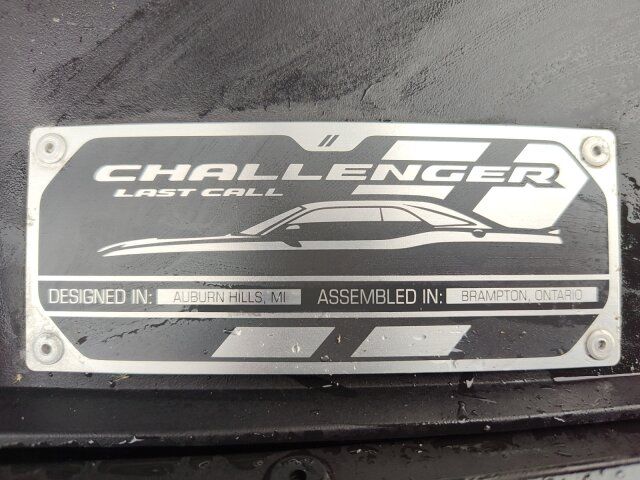 CHALLENGER
LAST CALL
DESIGNED IN: AUBURN HILLS, MI ASSEMBLED IN: BRAMPTON, ONTARIO